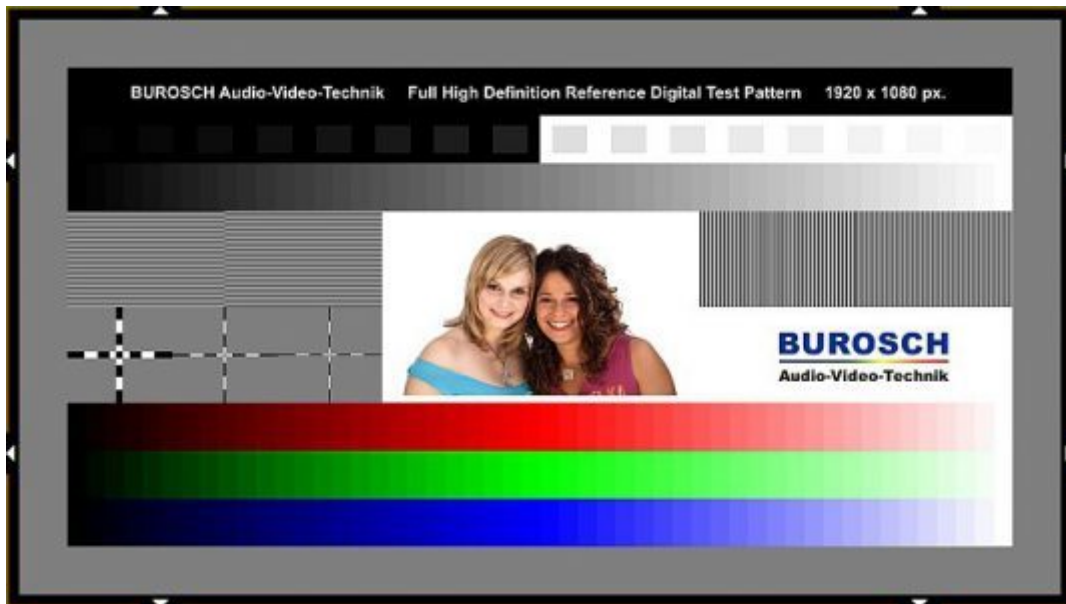 BUROSCH Audio-Video-Technik Full High Definition Reference Digital Test Pattern 1920 x 1080 px.
BUROSCH
Audio-Video-Technik